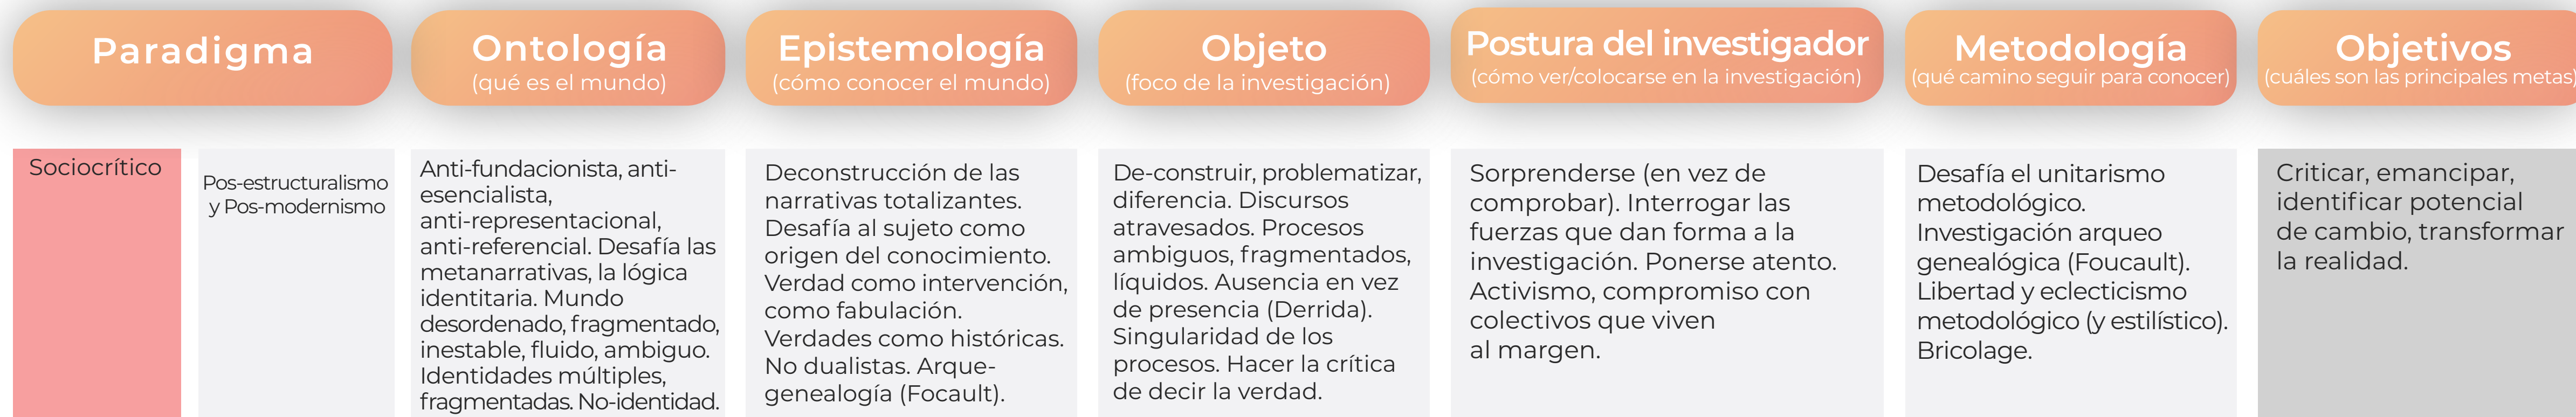 Paradigma
Ontología
(qué es el mundo)
Epistemología
(cómo conocer el mundo)
Objeto
(foco de la investigación)
Postura del investigador
(cómo ver/colocarse en la investigación)
Metodología
(qué camino seguir para conocer)
Objetivos
(cuáles son las principales metas)
Sociocrítico
Pos-estructuralismo
y Pos-modernismo
Anti-fundacionista, anti-
esencialista,
anti-representacional,
anti-referencial. Desafía las
metanarrativas, la lógica
identitaria. Mundo
desordenado, fragmentado,
inestable, fluido, ambiguo.
Identidades múltiples,
fragmentadas. No-identidad.
Deconstrucción de las
narrativas totalizantes.
Desafía al sujeto como
origen del conocimiento.
Verdad como intervención,
como fabulación.
Verdades como históricas.
No dualistas. Arque-
genealogía (Focault).
De-construir, problematizar,
diferencia. Discursos
atravesados. Procesos
ambiguos, fragmentados,
líquidos. Ausencia en vez
de presencia (Derrida).
Singularidad de los
procesos. Hacer la crítica
de decir la verdad.
Sorprenderse (en vez de
comprobar). Interrogar las
fuerzas que dan forma a la
investigación. Ponerse atento.
Activismo, compromiso con
colectivos que viven
al margen.
Desafía el unitarismo
metodológico.
Investigación arqueo
genealógica (Foucault).
Libertad y eclecticismo
metodológico (y estilístico).
Bricolage.
Criticar, emancipar,
identificar potencial
de cambio, transformar
la realidad.